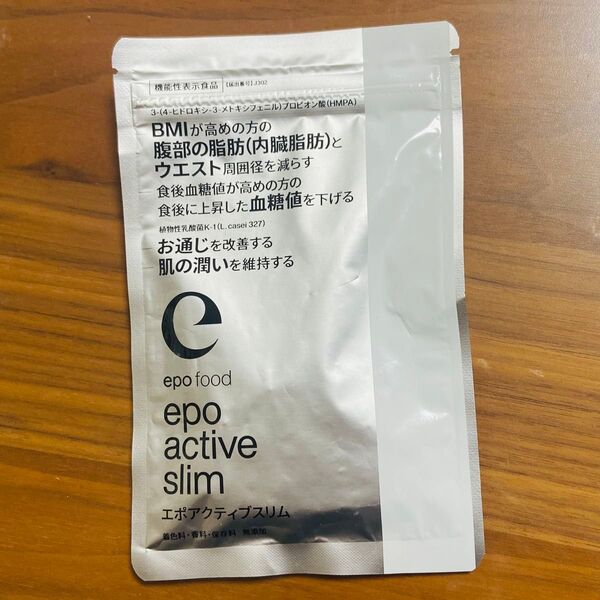 機能性表示食品 【届出番号】J302
3-(4-ヒドロキシ-3-メトキシフェニル)プロピオン酸(HMPA)
BMIが高めの方の
腹部の脂肪(内臓脂肪)と
ウエスト周囲径を減らす
食後血糖値が高めの方の
食後に上昇した血糖値を下げる
植物性乳酸菌K-1(L.casei 327)
お通じを改善する
肌の潤いを維持する
e
epo food
epo
active
slim
エポアクティブスリム
着色料・香料・保存料 無添加